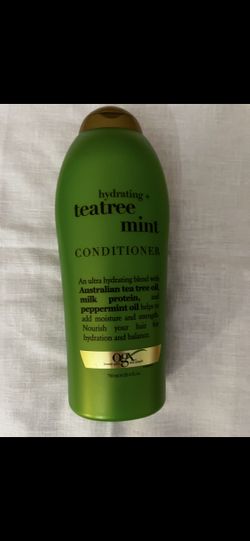 hydrating +
teatree
mint
CONDITIONER
An ultra hydrating blend with
Australian tea tree oil,
milk protein, and
peppermint oil helps to
add moisture and strength.
Nourish your hair for
hydration and balance.
ogx